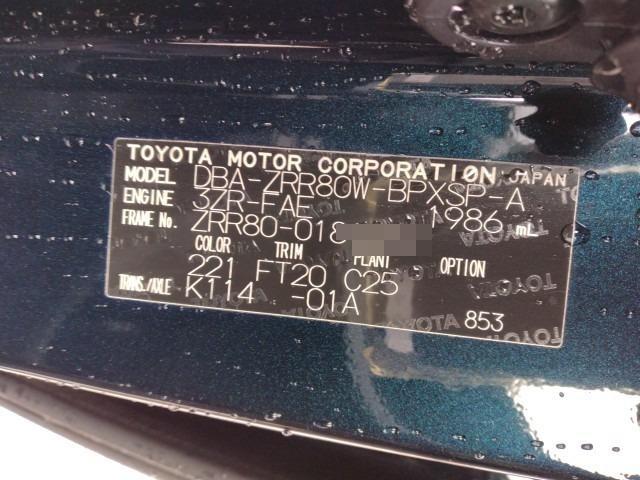 TOYOTA MOTOR CORPORATION JAPAN
MODEL DBA-ZRR80W-BPXSP-A
ENGINE 3ZR-FAE 1986 mL
FRAME No. ZRR80-018
COLOR TRIM PLANT OPTION
221 FT20 C25
TRANS./AXLE K114 -01A
853